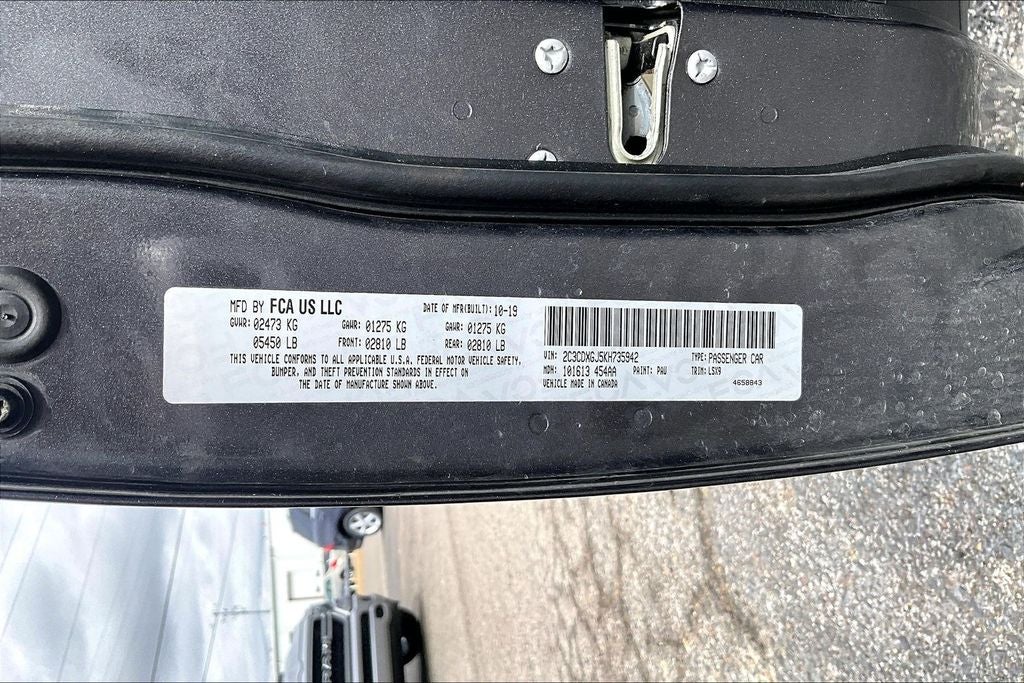 MFD BY FCA US LLC DATE OF MFR(BUILT): 10-19
GVWR: 02473 KG GAWR: 01275 KG GAWR: 01275 KG
05450 LB FRONT: 02810 LB REAR: 02810 LB
THIS VEHICLE CONFORMS TO ALL APPLICABLE U.S.A. FEDERAL MOTOR VEHICLE SAFETY,
BUMPER, AND THEFT PREVENTION STANDARDS IN EFFECT ON
THE DATE OF MANUFACTURE SHOWN ABOVE.
VIN: 2C3CDXGJ5KH735942 TYPE: PASSENGER CAR
MDH: 101613 454AA PAINT: PAU TRIM: LSX9
VEHICLE MADE IN CANADA 4658843
RAM